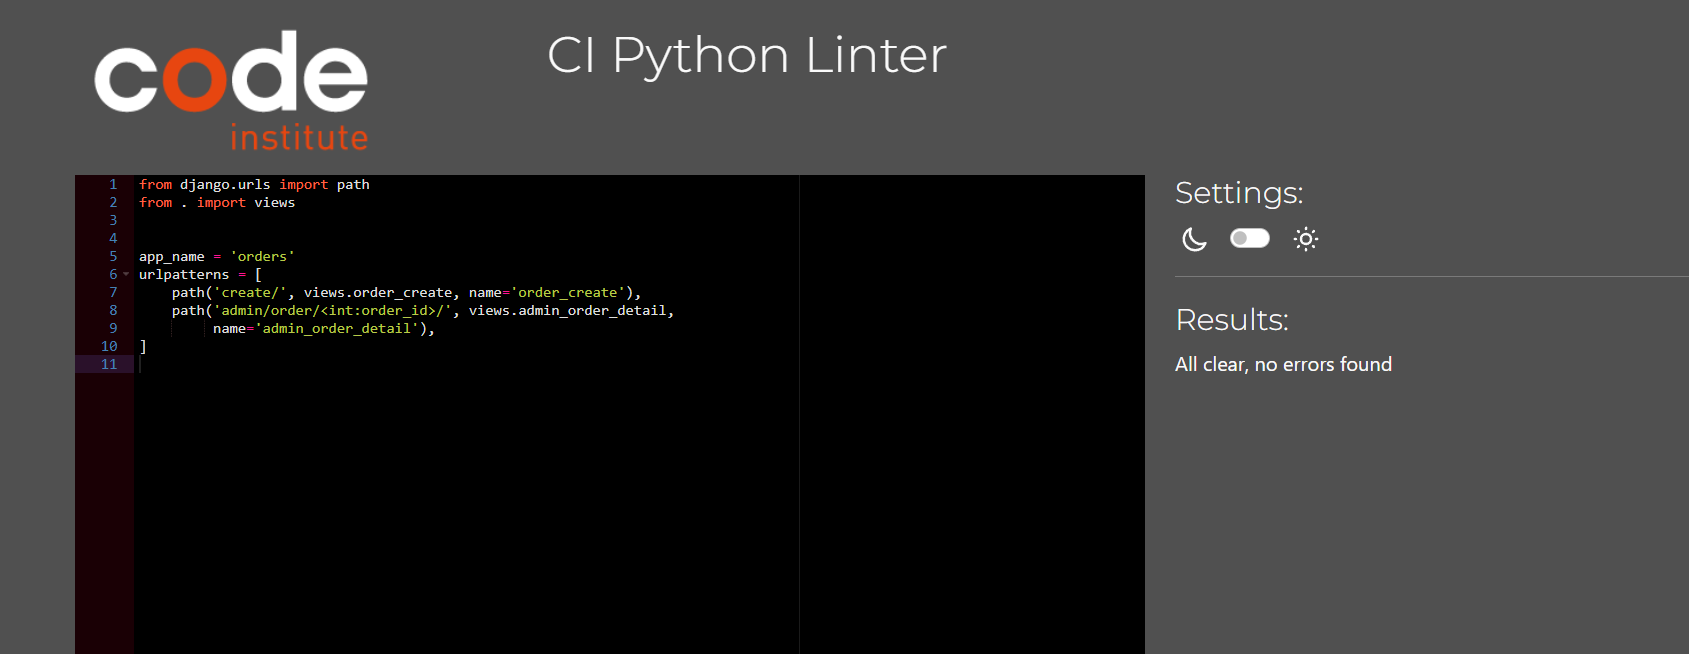 code
institute
CI Python Linter
1 from django.urls import path
2 from . import views
3
4
5 app_name = 'orders'
6 urlpatterns = [
7     path('create/', views.order_create, name='order_create'),
8     path('admin/order/<int:order_id>/', views.admin_order_detail,
9          name='admin_order_detail'),
10 ]
11
Settings:
Results:
All clear, no errors found